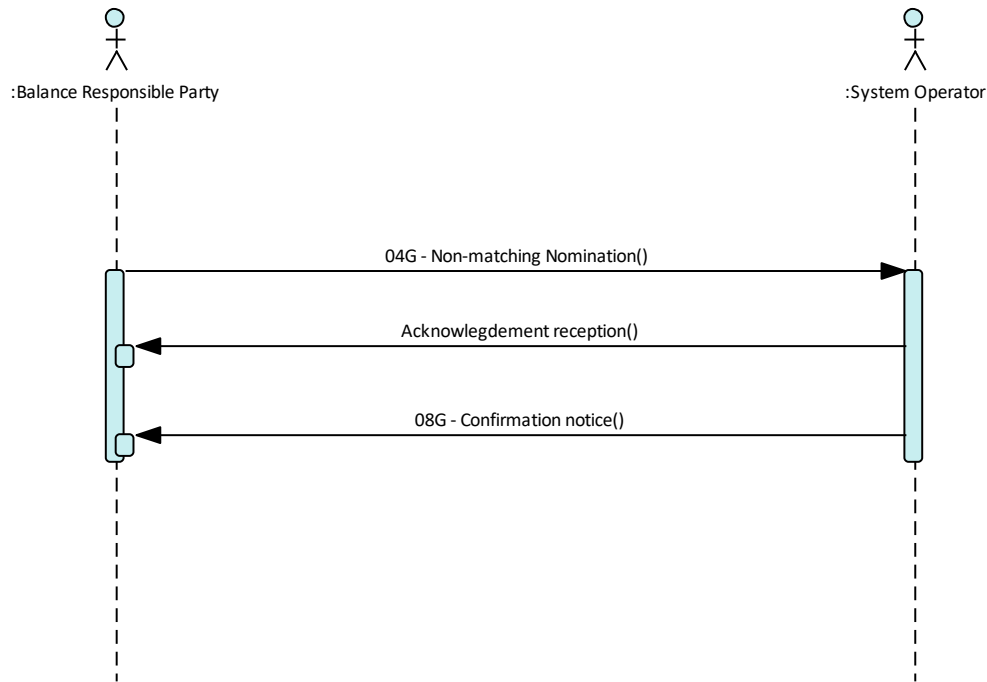 :Balance Responsible Party
:System Operator
04G - Non-matching Nomination()
Acknowlegdement reception()
08G - Confirmation notice()